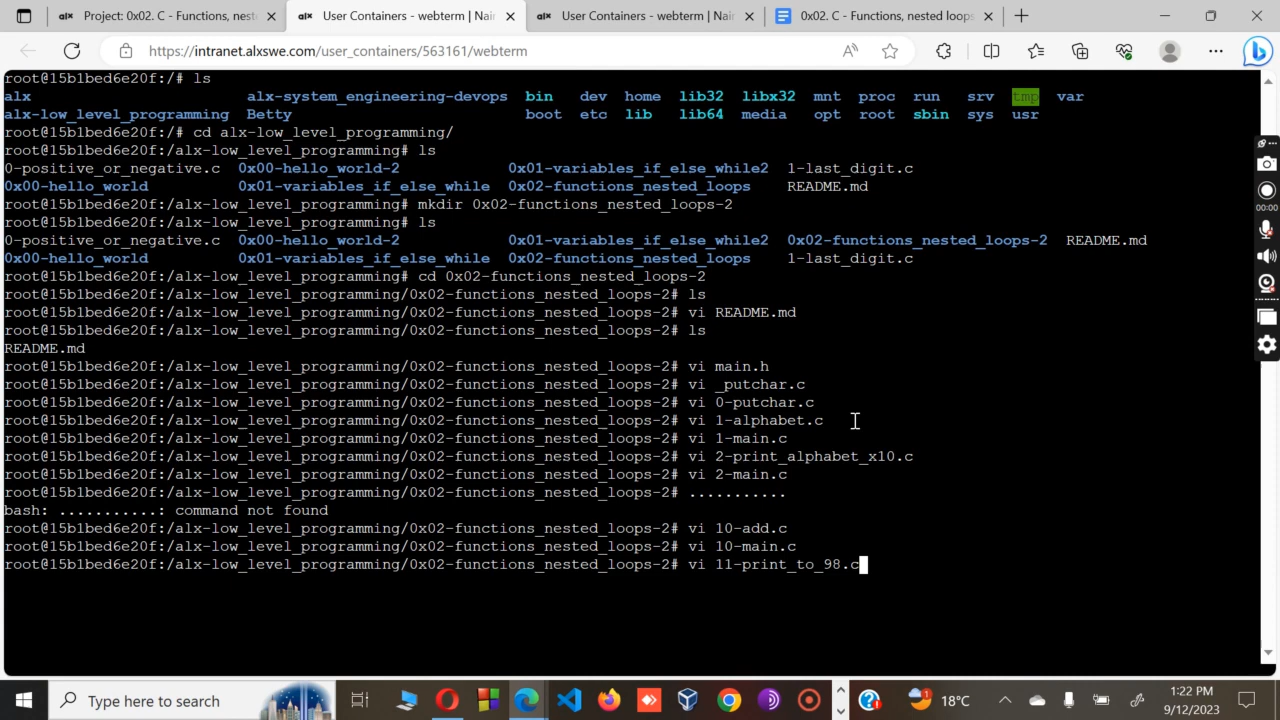 Project: 0x02. C - Functions, nest
User Containers - webterm | Nair
User Containers - webterm | Nair
0x02. C - Functions, nested loops
https://intranet.alxswe.com/user_containers/563161/webterm
root@15b1bed6e20f:/# ls
alx alx-system_engineering-devops bin dev home lib32 libx32 mnt proc run srv tmp var
alx-low_level_programming Betty boot etc lib lib64 media opt root sbin sys usr
root@15b1bed6e20f:/# cd alx-low_level_programming/
root@15b1bed6e20f:/alx-low_level_programming# ls
0-positive_or_negative.c 0x00-hello_world-2 0x01-variables_if_else_while2 1-last_digit.c
0x00-hello_world 0x01-variables_if_else_while 0x02-functions_nested_loops README.md
root@15b1bed6e20f:/alx-low_level_programming# mkdir 0x02-functions_nested_loops-2
root@15b1bed6e20f:/alx-low_level_programming# ls
0-positive_or_negative.c 0x00-hello_world-2 0x01-variables_if_else_while2 0x02-functions_nested_loops-2 README.md
0x00-hello_world 0x01-variables_if_else_while 0x02-functions_nested_loops 1-last_digit.c
root@15b1bed6e20f:/alx-low_level_programming# cd 0x02-functions_nested_loops-2
root@15b1bed6e20f:/alx-low_level_programming/0x02-functions_nested_loops-2# ls
root@15b1bed6e20f:/alx-low_level_programming/0x02-functions_nested_loops-2# vi README.md
root@15b1bed6e20f:/alx-low_level_programming/0x02-functions_nested_loops-2# ls
README.md
root@15b1bed6e20f:/alx-low_level_programming/0x02-functions_nested_loops-2# vi main.h
root@15b1bed6e20f:/alx-low_level_programming/0x02-functions_nested_loops-2# vi _putchar.c
root@15b1bed6e20f:/alx-low_level_programming/0x02-functions_nested_loops-2# vi 0-putchar.c
root@15b1bed6e20f:/alx-low_level_programming/0x02-functions_nested_loops-2# vi 1-alphabet.c
root@15b1bed6e20f:/alx-low_level_programming/0x02-functions_nested_loops-2# vi 1-main.c
root@15b1bed6e20f:/alx-low_level_programming/0x02-functions_nested_loops-2# vi 2-print_alphabet_x10.c
root@15b1bed6e20f:/alx-low_level_programming/0x02-functions_nested_loops-2# vi 2-main.c
root@15b1bed6e20f:/alx-low_level_programming/0x02-functions_nested_loops-2# ...........
bash: ...........: command not found
root@15b1bed6e20f:/alx-low_level_programming/0x02-functions_nested_loops-2# vi 10-add.c
root@15b1bed6e20f:/alx-low_level_programming/0x02-functions_nested_loops-2# vi 10-main.c
root@15b1bed6e20f:/alx-low_level_programming/0x02-functions_nested_loops-2# vi 11-print_to_98.c
00:00
Type here to search
18°C
1:22 PM
9/12/2023